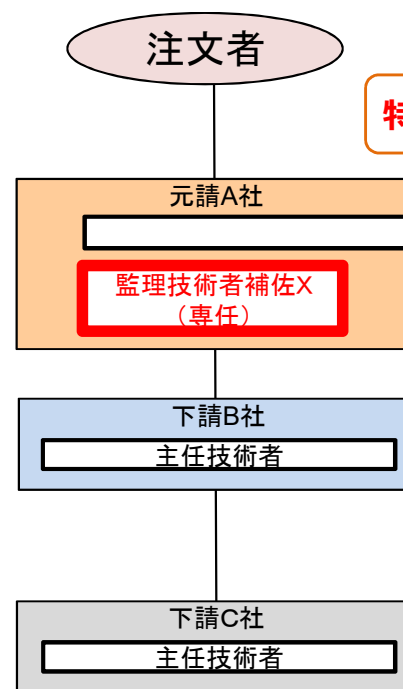 注文者
特
元請A社
監理技術者補佐X
（専任）
下請B社
主任技術者
下請C社
主任技術者